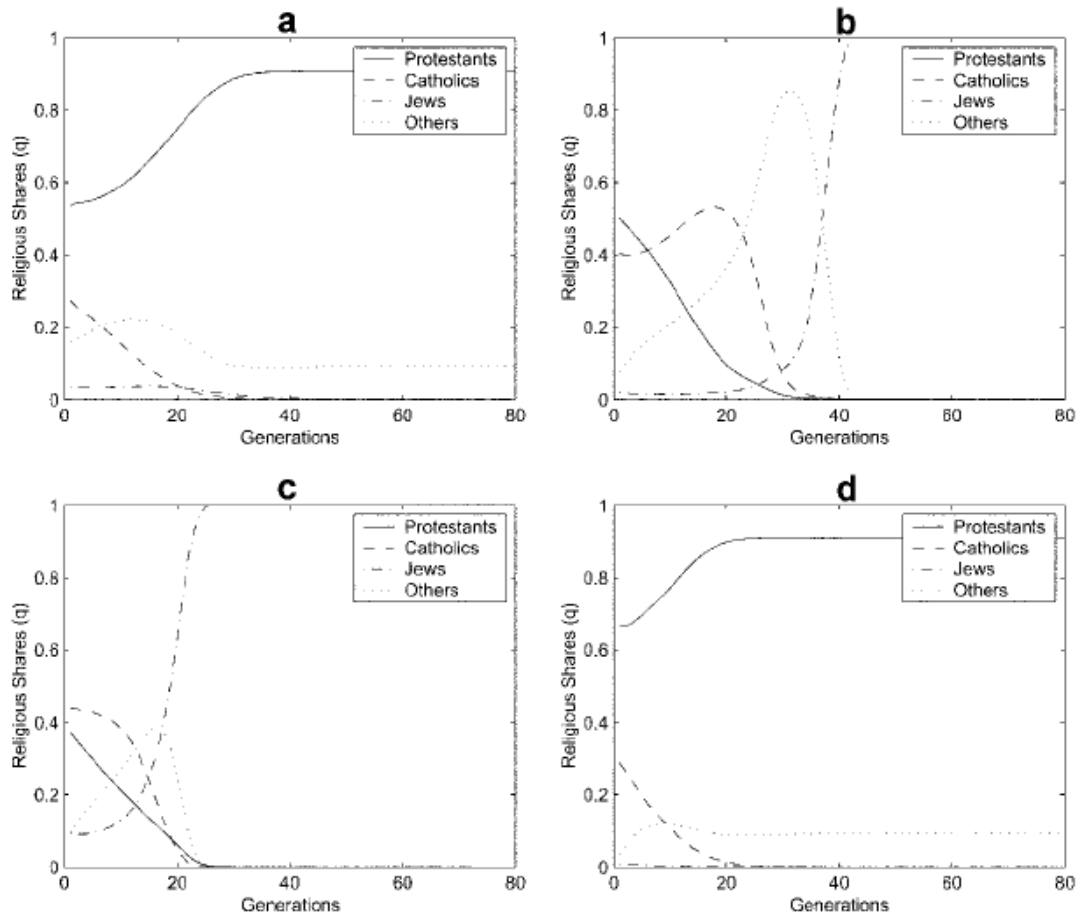 a
1
0.8
0.6
0.4
0.2
0
Religious Shares (q)
0 20 40 60 80
Generations
Protestants
Catholics
Jews
Others
b
1
0.8
0.6
0.4
0.2
0
Religious Shares (q)
0 20 40 60 80
Generations
Protestants
Catholics
Jews
Others
c
1
0.8
0.6
0.4
0.2
0
Religious Shares (q)
0 20 40 60 80
Generations
Protestants
Catholics
Jews
Others
d
1
0.8
0.6
0.4
0.2
0
Religious Shares (q)
0 20 40 60 80
Generations
Protestants
Catholics
Jews
Others